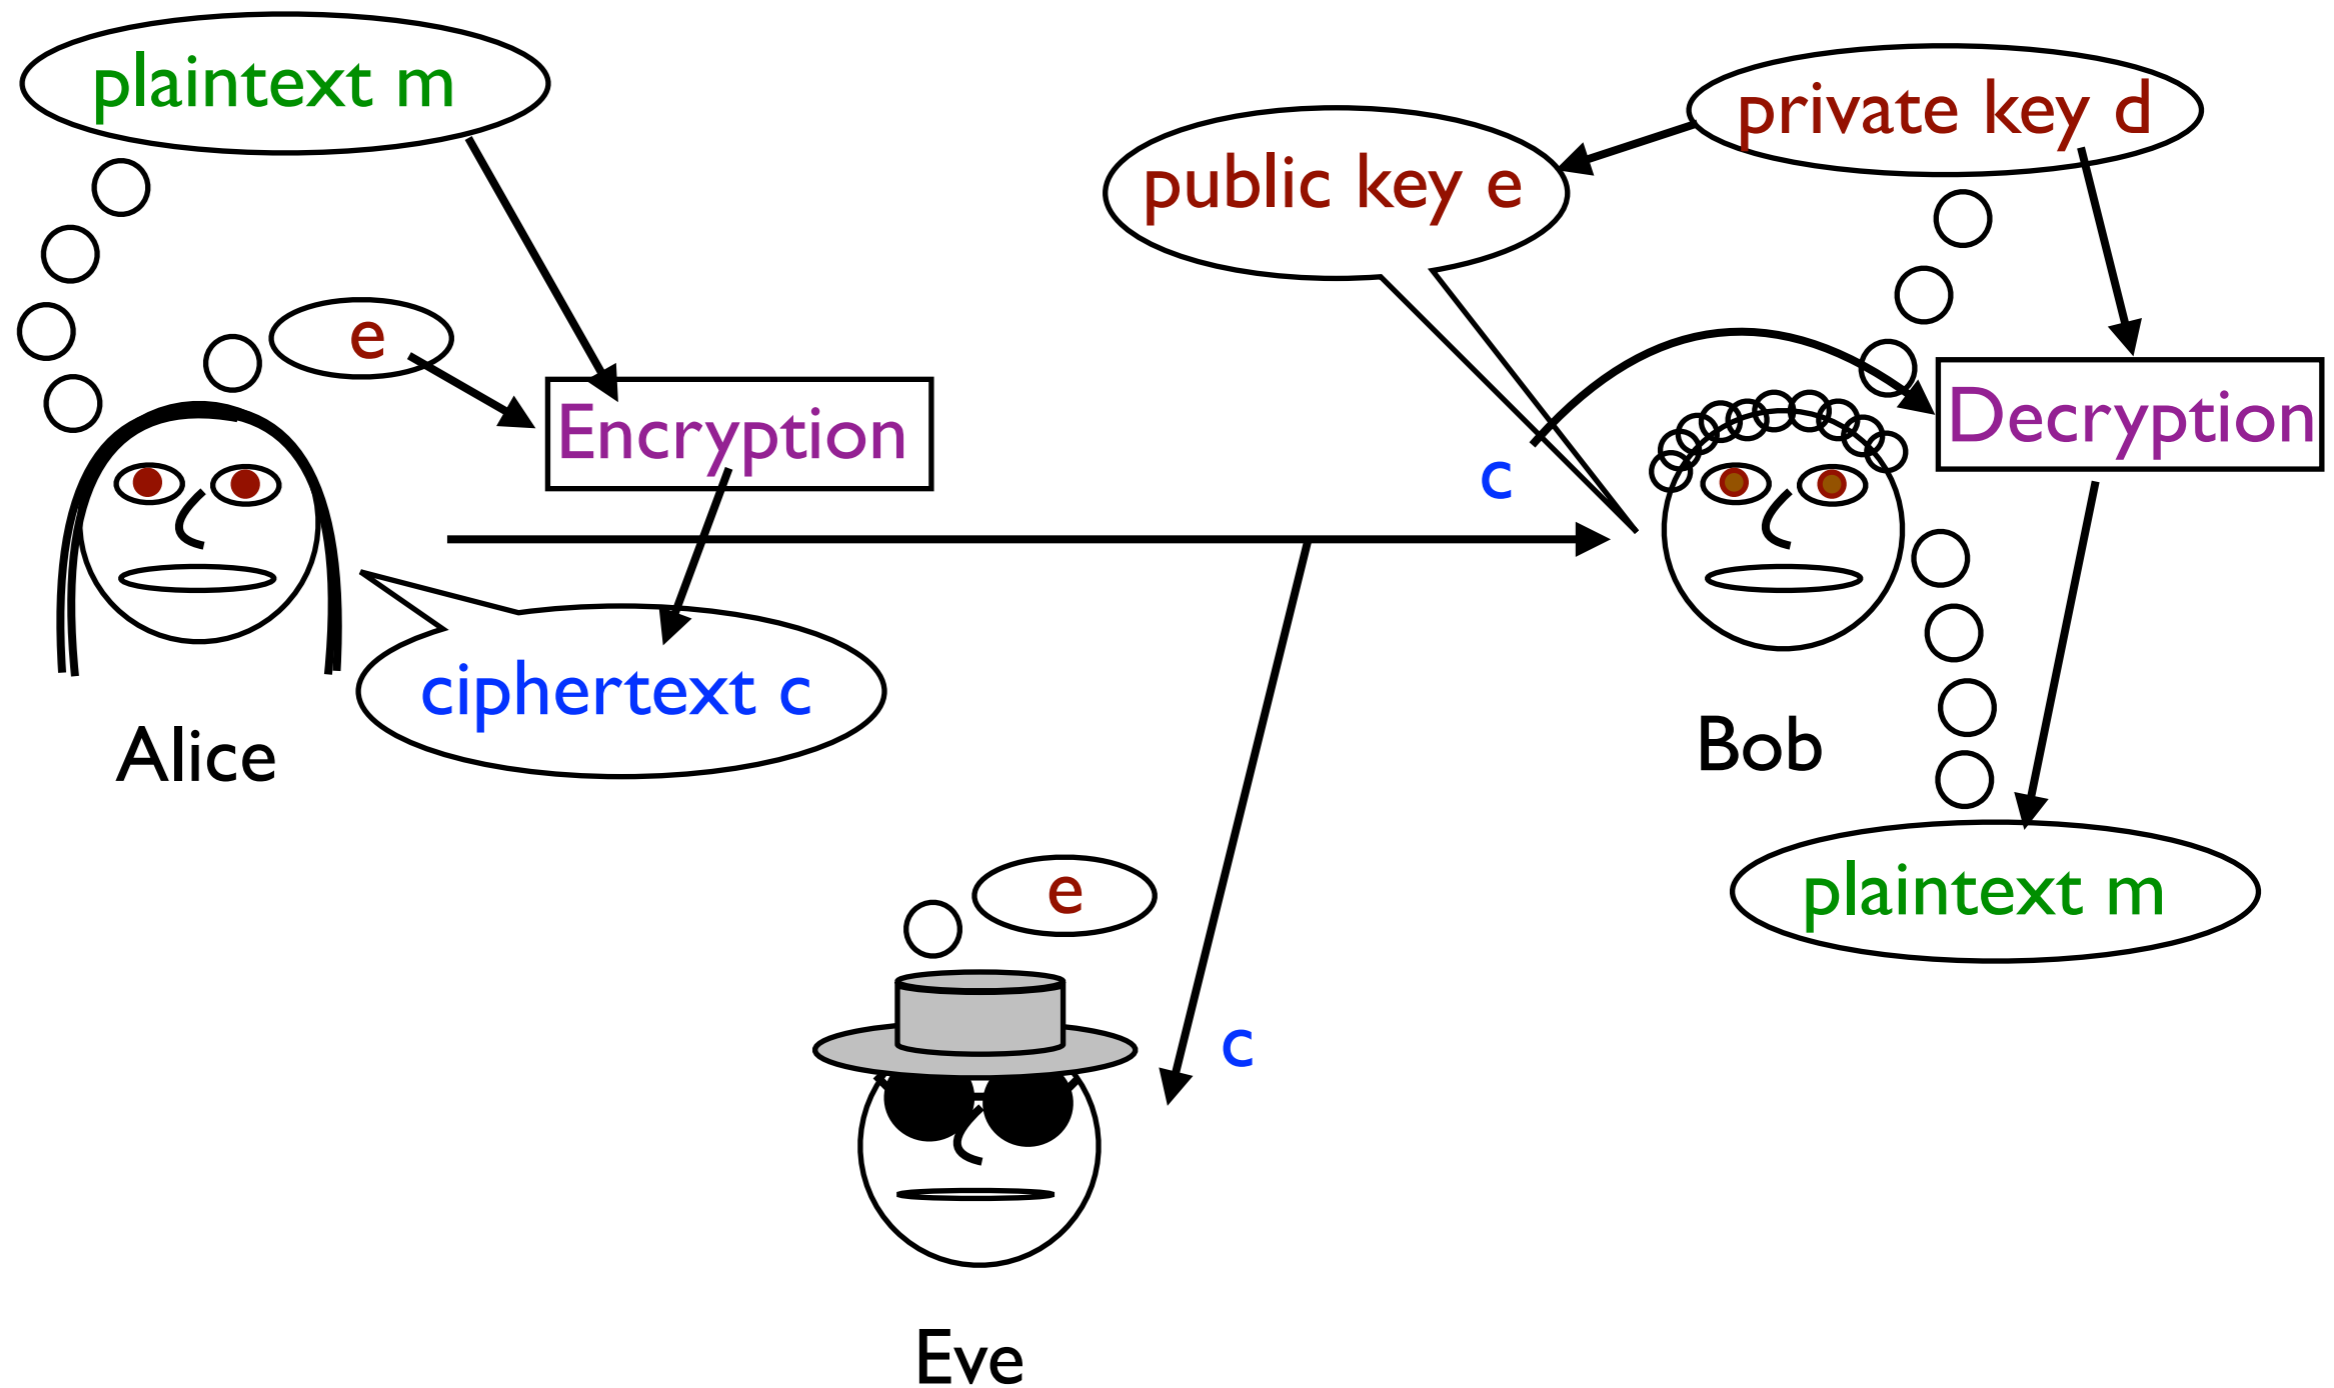 plaintext m
private key d
public key e
e
Encryption
Decryption
c
ciphertext c
Alice
Bob
e
plaintext m
c
Eve